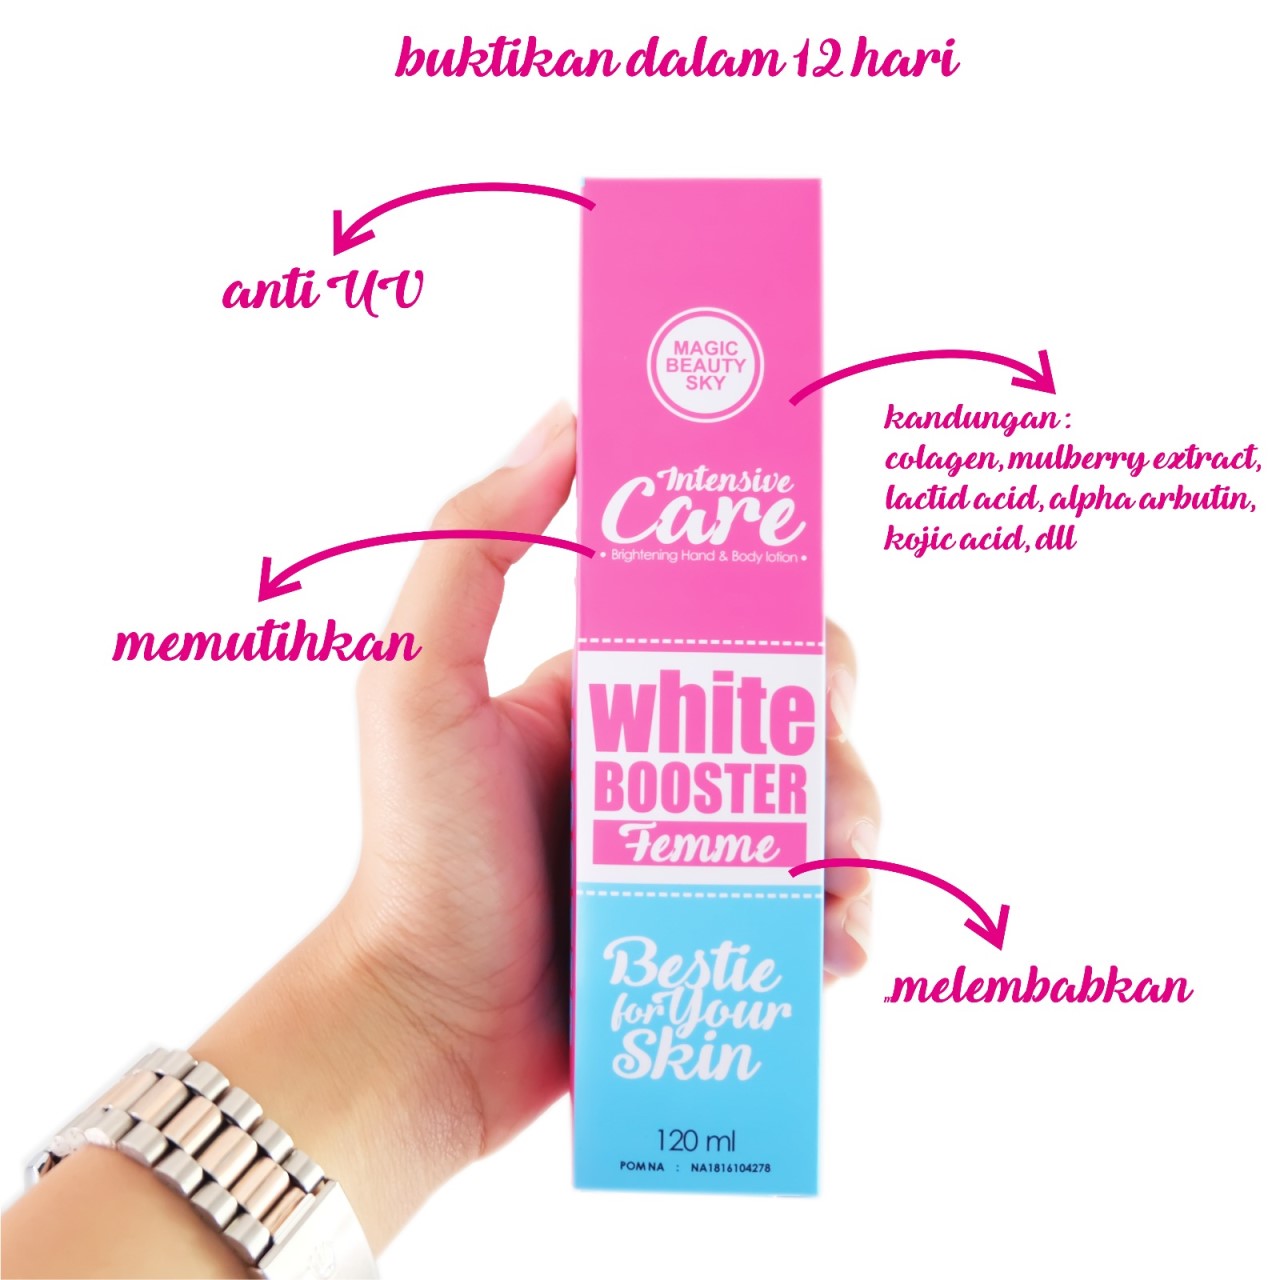 buktikan dalam 12 hari
anti UV
MAGIC
BEAUTY
SKY
kandungan :
colagen, mulberry extract,
lactid acid, alpha arbutin,
kojic acid, dll
Intensive
Care
• Brightening Hand & Body lotion •
memutihkan
white
BOOSTER
Femme
melembabkan
Bestie
for Your
Skin
120 ml
POM NA : NA1816104278